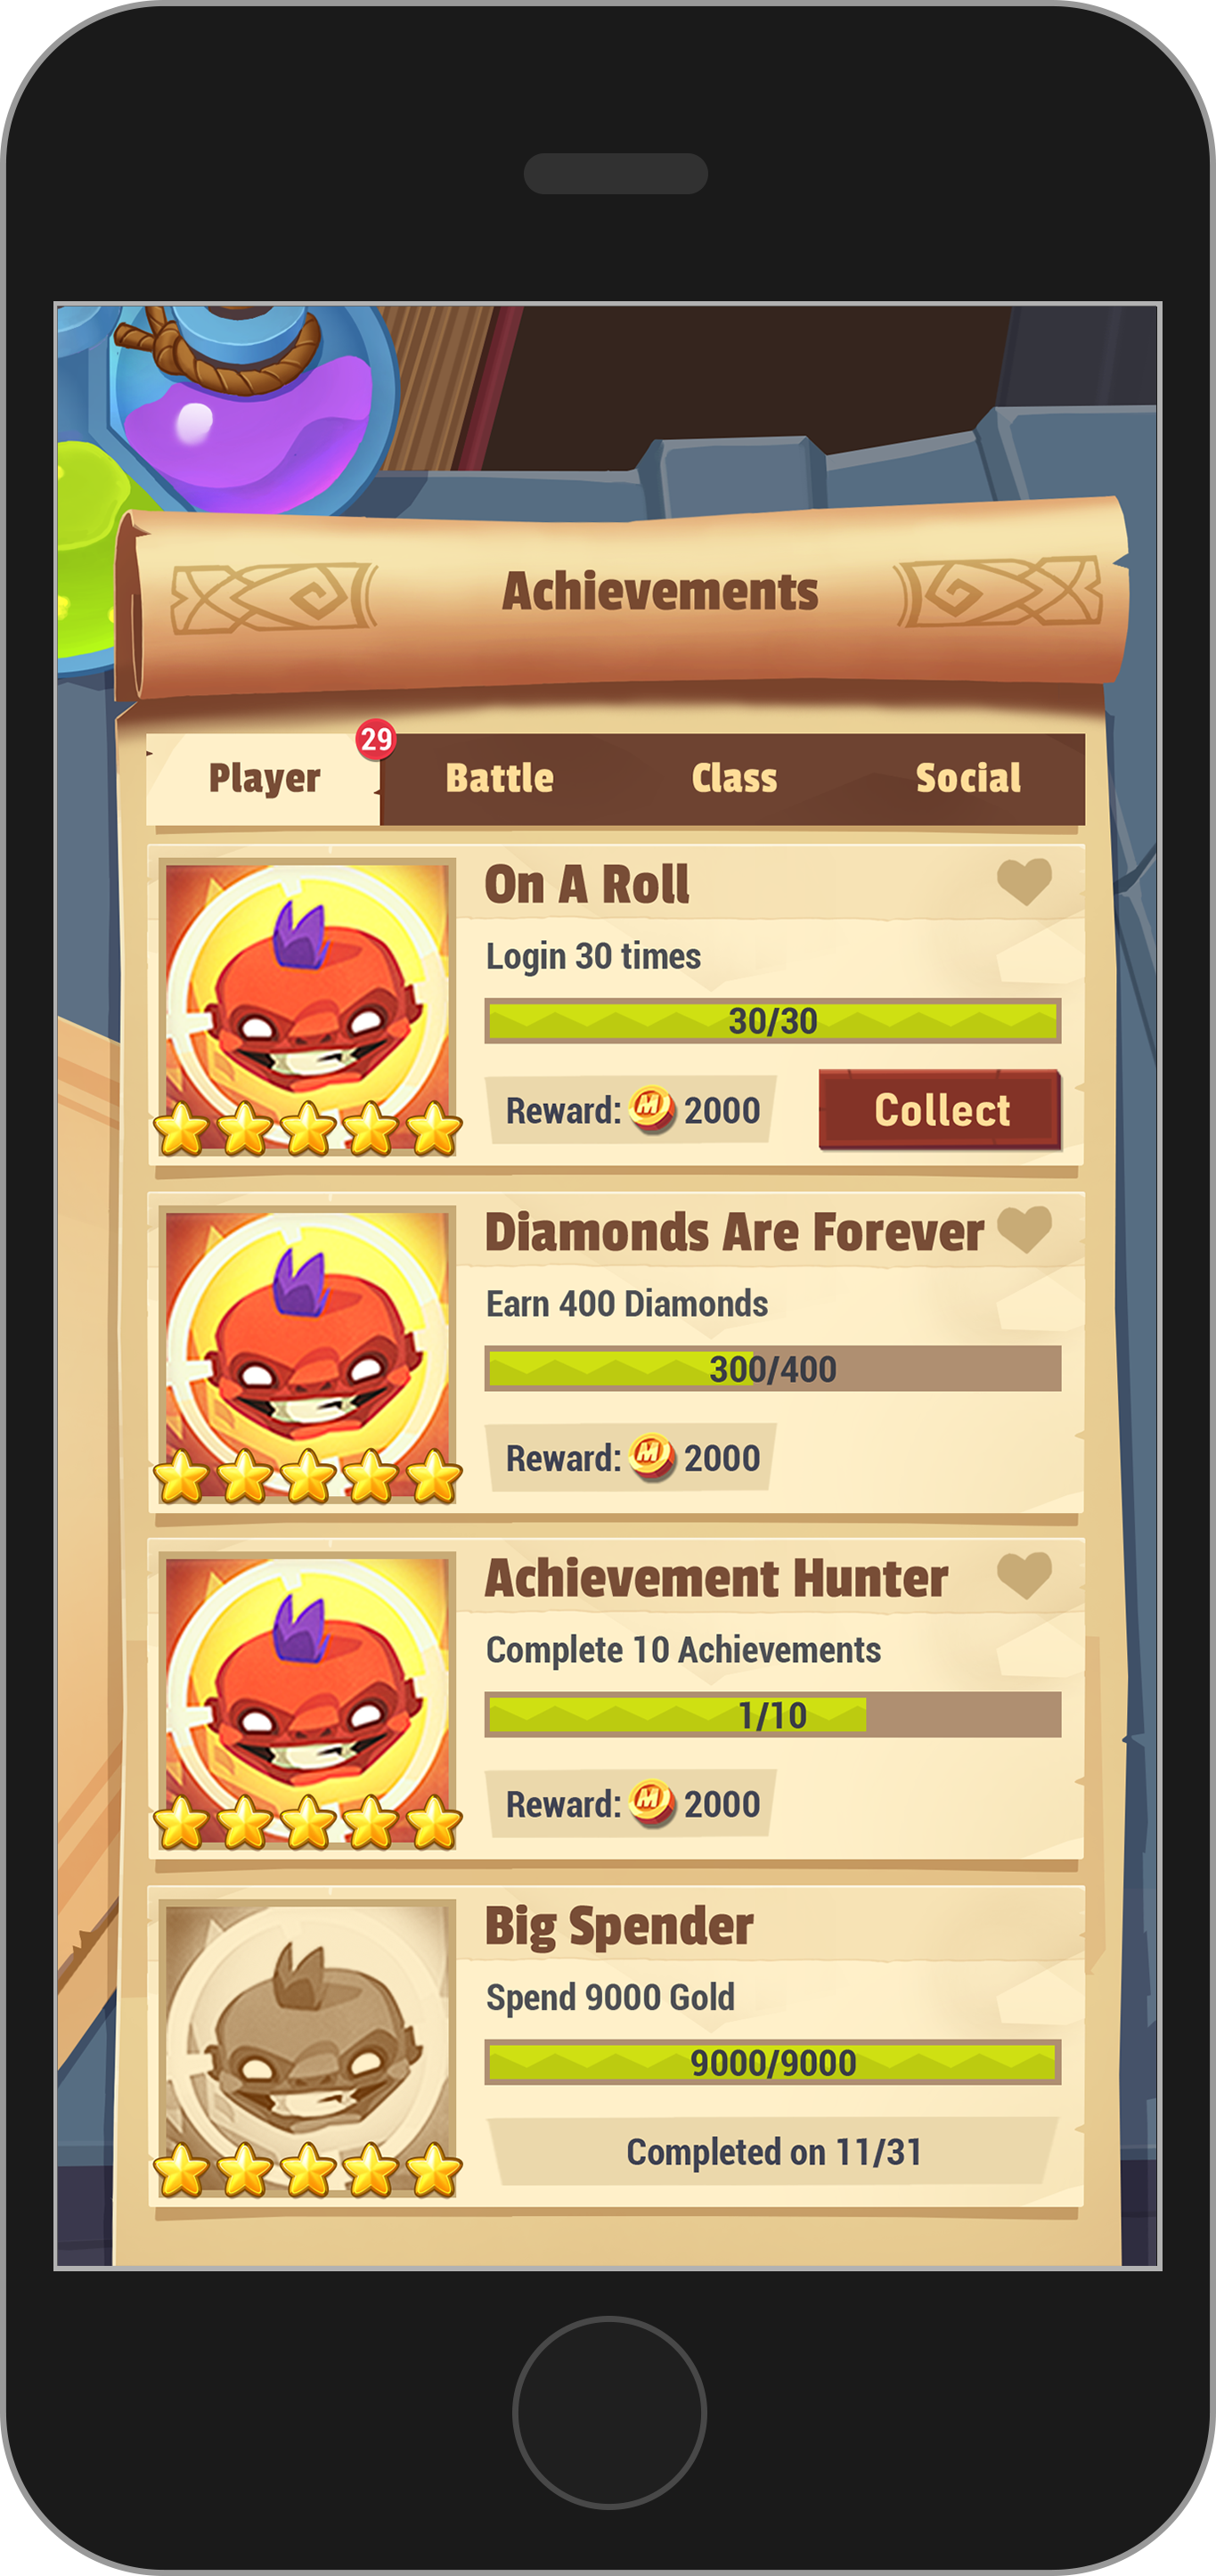 Achievements
29
Player Battle Class Social
On A Roll
Login 30 times
30/30
Reward: M 2000 Collect
Diamonds Are Forever
Earn 400 Diamonds
300/400
Reward: M 2000
Achievement Hunter
Complete 10 Achievements
1/10
Reward: M 2000
Big Spender
Spend 9000 Gold
9000/9000
Completed on 11/31